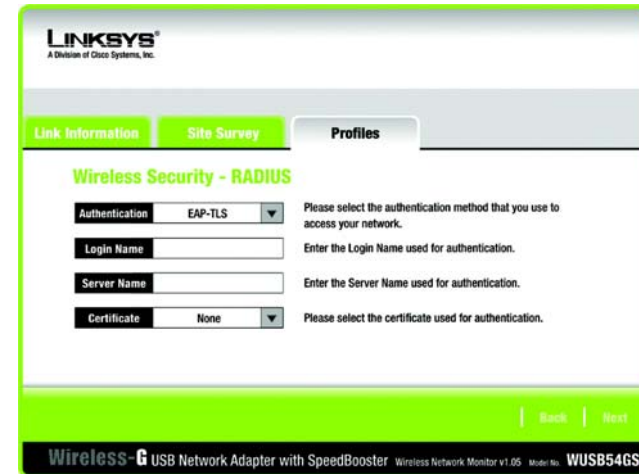 LINKSYS®
A Division of Cisco Systems, Inc.
Link Information
Site Survey
Profiles
Wireless Security - RADIUS
Authentication EAP-TLS Please select the authentication method that you use to
access your network.
Login Name Enter the Login Name used for authentication.
Server Name Enter the Server Name used for authentication.
Certificate None Please select the certificate used for authentication.
Back Next
Wireless-G USB Network Adapter with SpeedBooster Wireless Network Monitor v1.05 Model No. WUSB54GS